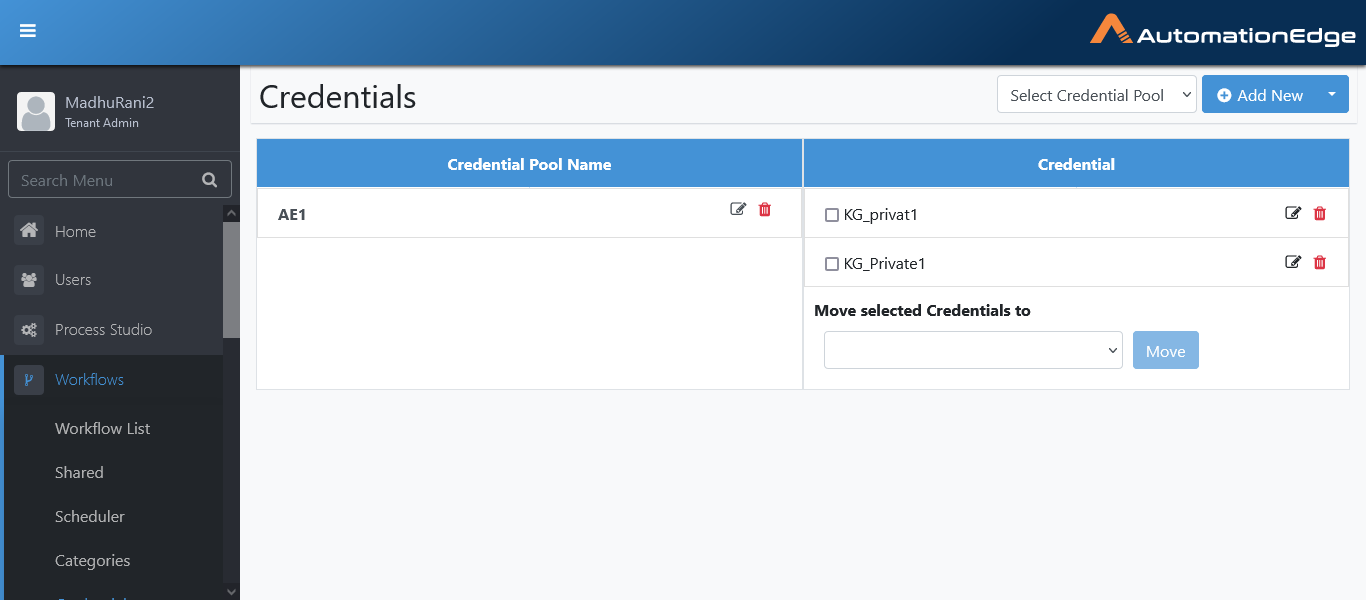 AutomationEdge
MadhuRani2
Tenant Admin
Search Menu
Home
Users
Process Studio
Workflows
Workflow List
Shared
Scheduler
Categories
Credentials
Select Credential Pool
Add New
Credential Pool Name
Credential
AE1
KG_privat1
KG_Private1
Move selected Credentials to
Move